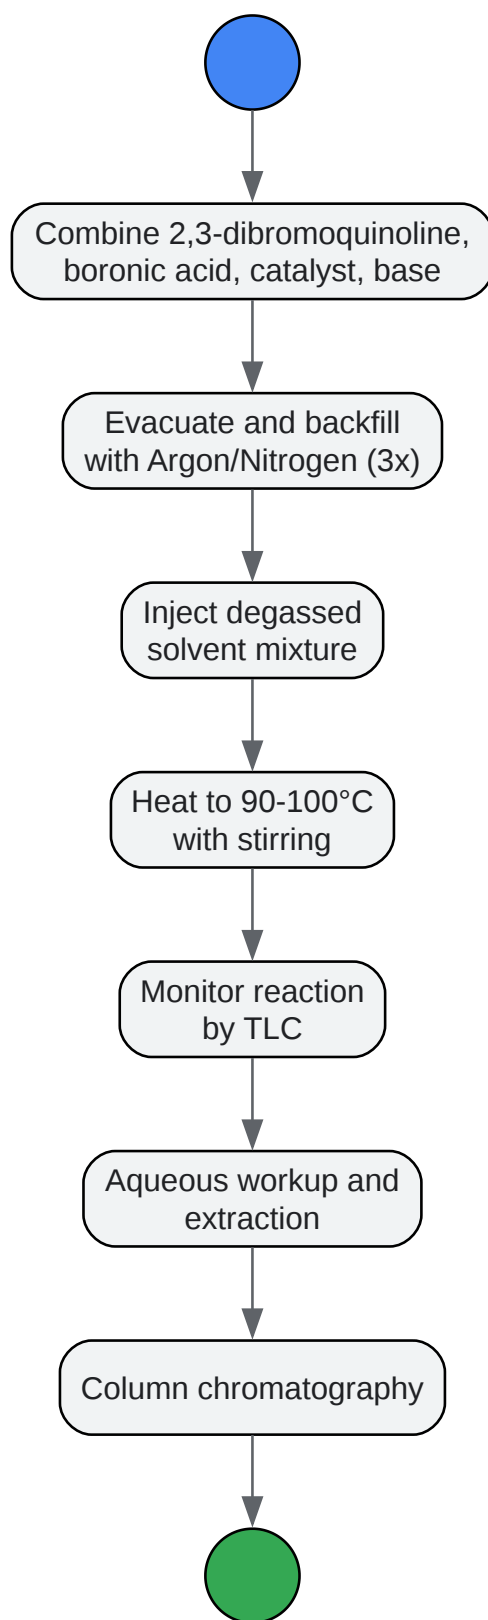 Combine 2,3-dibromoquinoline,
boronic acid, catalyst, base
Evacuate and backfill
with Argon/Nitrogen (3x)
Inject degassed
solvent mixture
Heat to 90-100°C
with stirring
Monitor reaction
by TLC
Aqueous workup and
extraction
Column chromatography